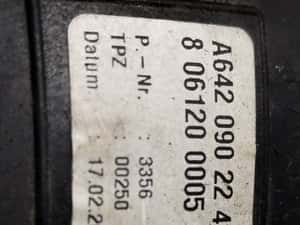 A642 090 22 4
8 06120 0005
P.-Nr. : 3356
TPZ : 00250
Datum : 17.02.2